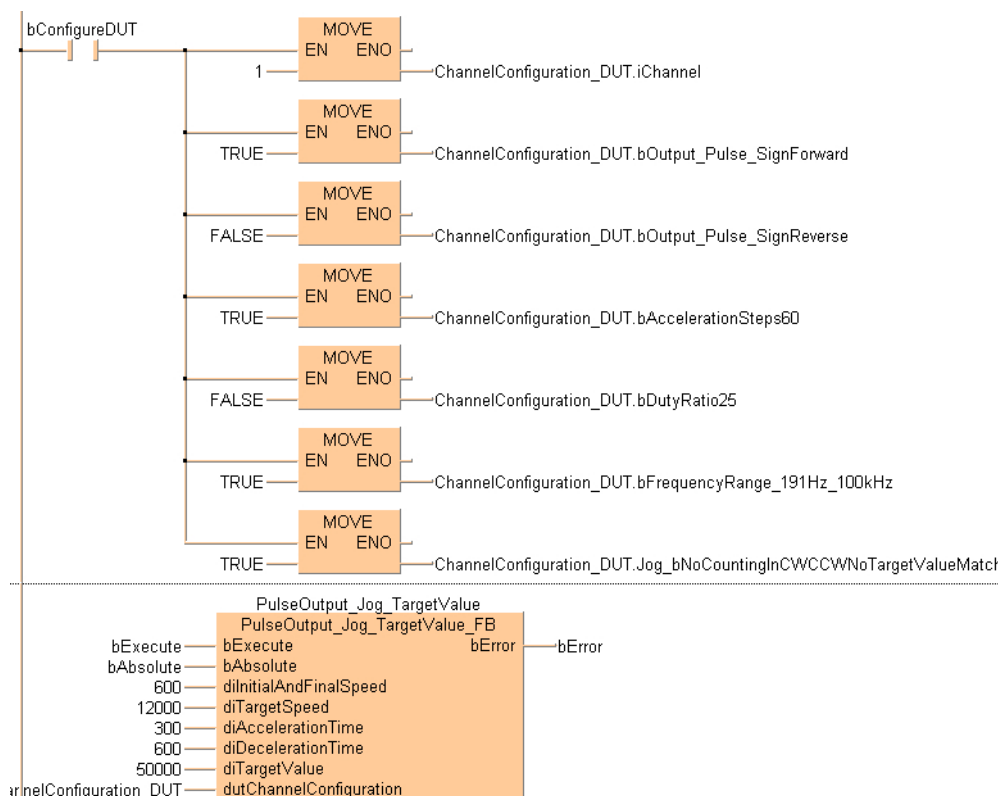 bConfigureDUT
MOVE
EN ENO
1 ChannelConfiguration_DUT.iChannel
MOVE
EN ENO
TRUE ChannelConfiguration_DUT.bOutput_Pulse_SignForward
MOVE
EN ENO
FALSE ChannelConfiguration_DUT.bOutput_Pulse_SignReverse
MOVE
EN ENO
TRUE ChannelConfiguration_DUT.bAccelerationSteps60
MOVE
EN ENO
FALSE ChannelConfiguration_DUT.bDutyRatio25
MOVE
EN ENO
TRUE ChannelConfiguration_DUT.bFrequencyRange_191Hz_100kHz
MOVE
EN ENO
TRUE ChannelConfiguration_DUT.Jog_bNoCountingInCWCCWNoTargetValueMatch
PulseOutput_Jog_TargetValue
PulseOutput_Jog_TargetValue_FB
bExecute bExecute bError bError
bAbsolute bAbsolute
600 diInitialAndFinalSpeed
12000 diTargetSpeed
300 diAccelerationTime
600 diDecelerationTime
50000 diTargetValue
nnelConfiguration_DUT dutChannelConfiguration